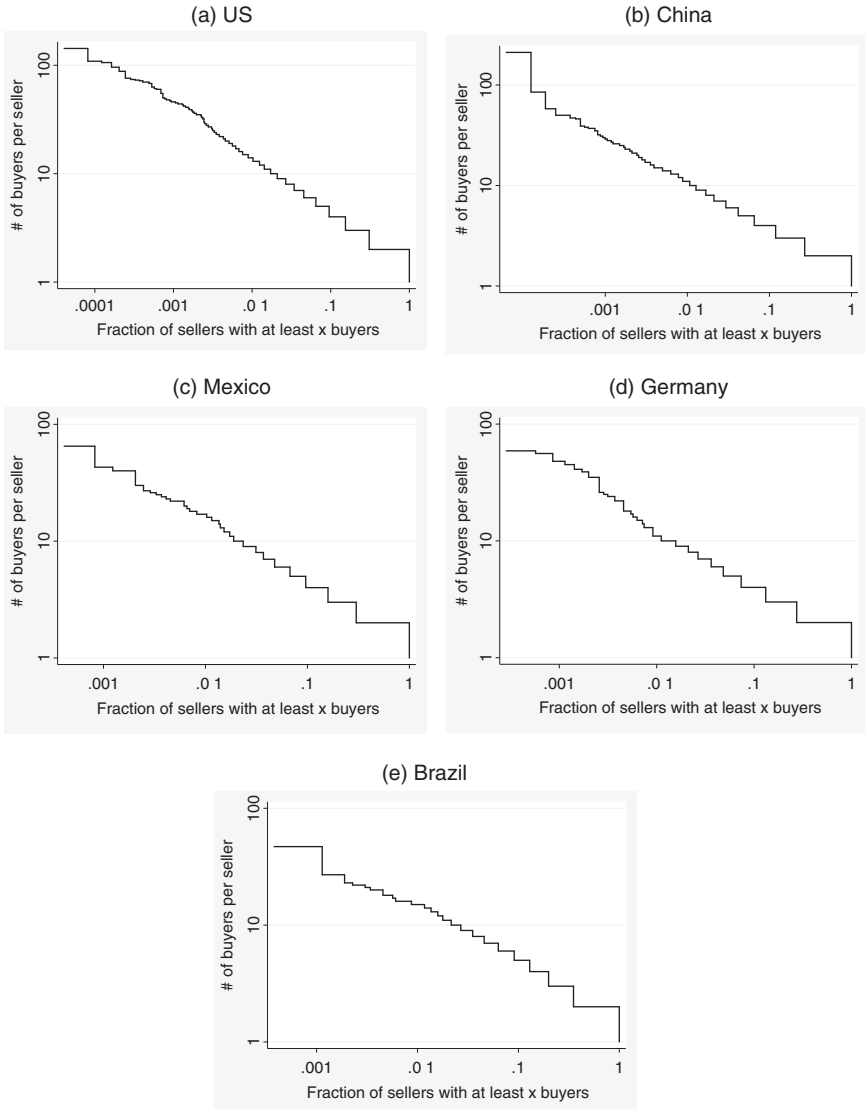 (a) US
# of buyers per seller
100
10
1
.0001
.001
.0 1
.1
1
Fraction of sellers with at least x buyers
(b) China
# of buyers per seller
100
10
1
.001
.0 1
.1
1
Fraction of sellers with at least x buyers
(c) Mexico
# of buyers per seller
100
10
1
.001
.0 1
.1
1
Fraction of sellers with at least x buyers
(d) Germany
# of buyers per seller
100
10
1
.001
.0 1
.1
1
Fraction of sellers with at least x buyers
(e) Brazil
# of buyers per seller
100
10
1
.001
.0 1
.1
1
Fraction of sellers with at least x buyers